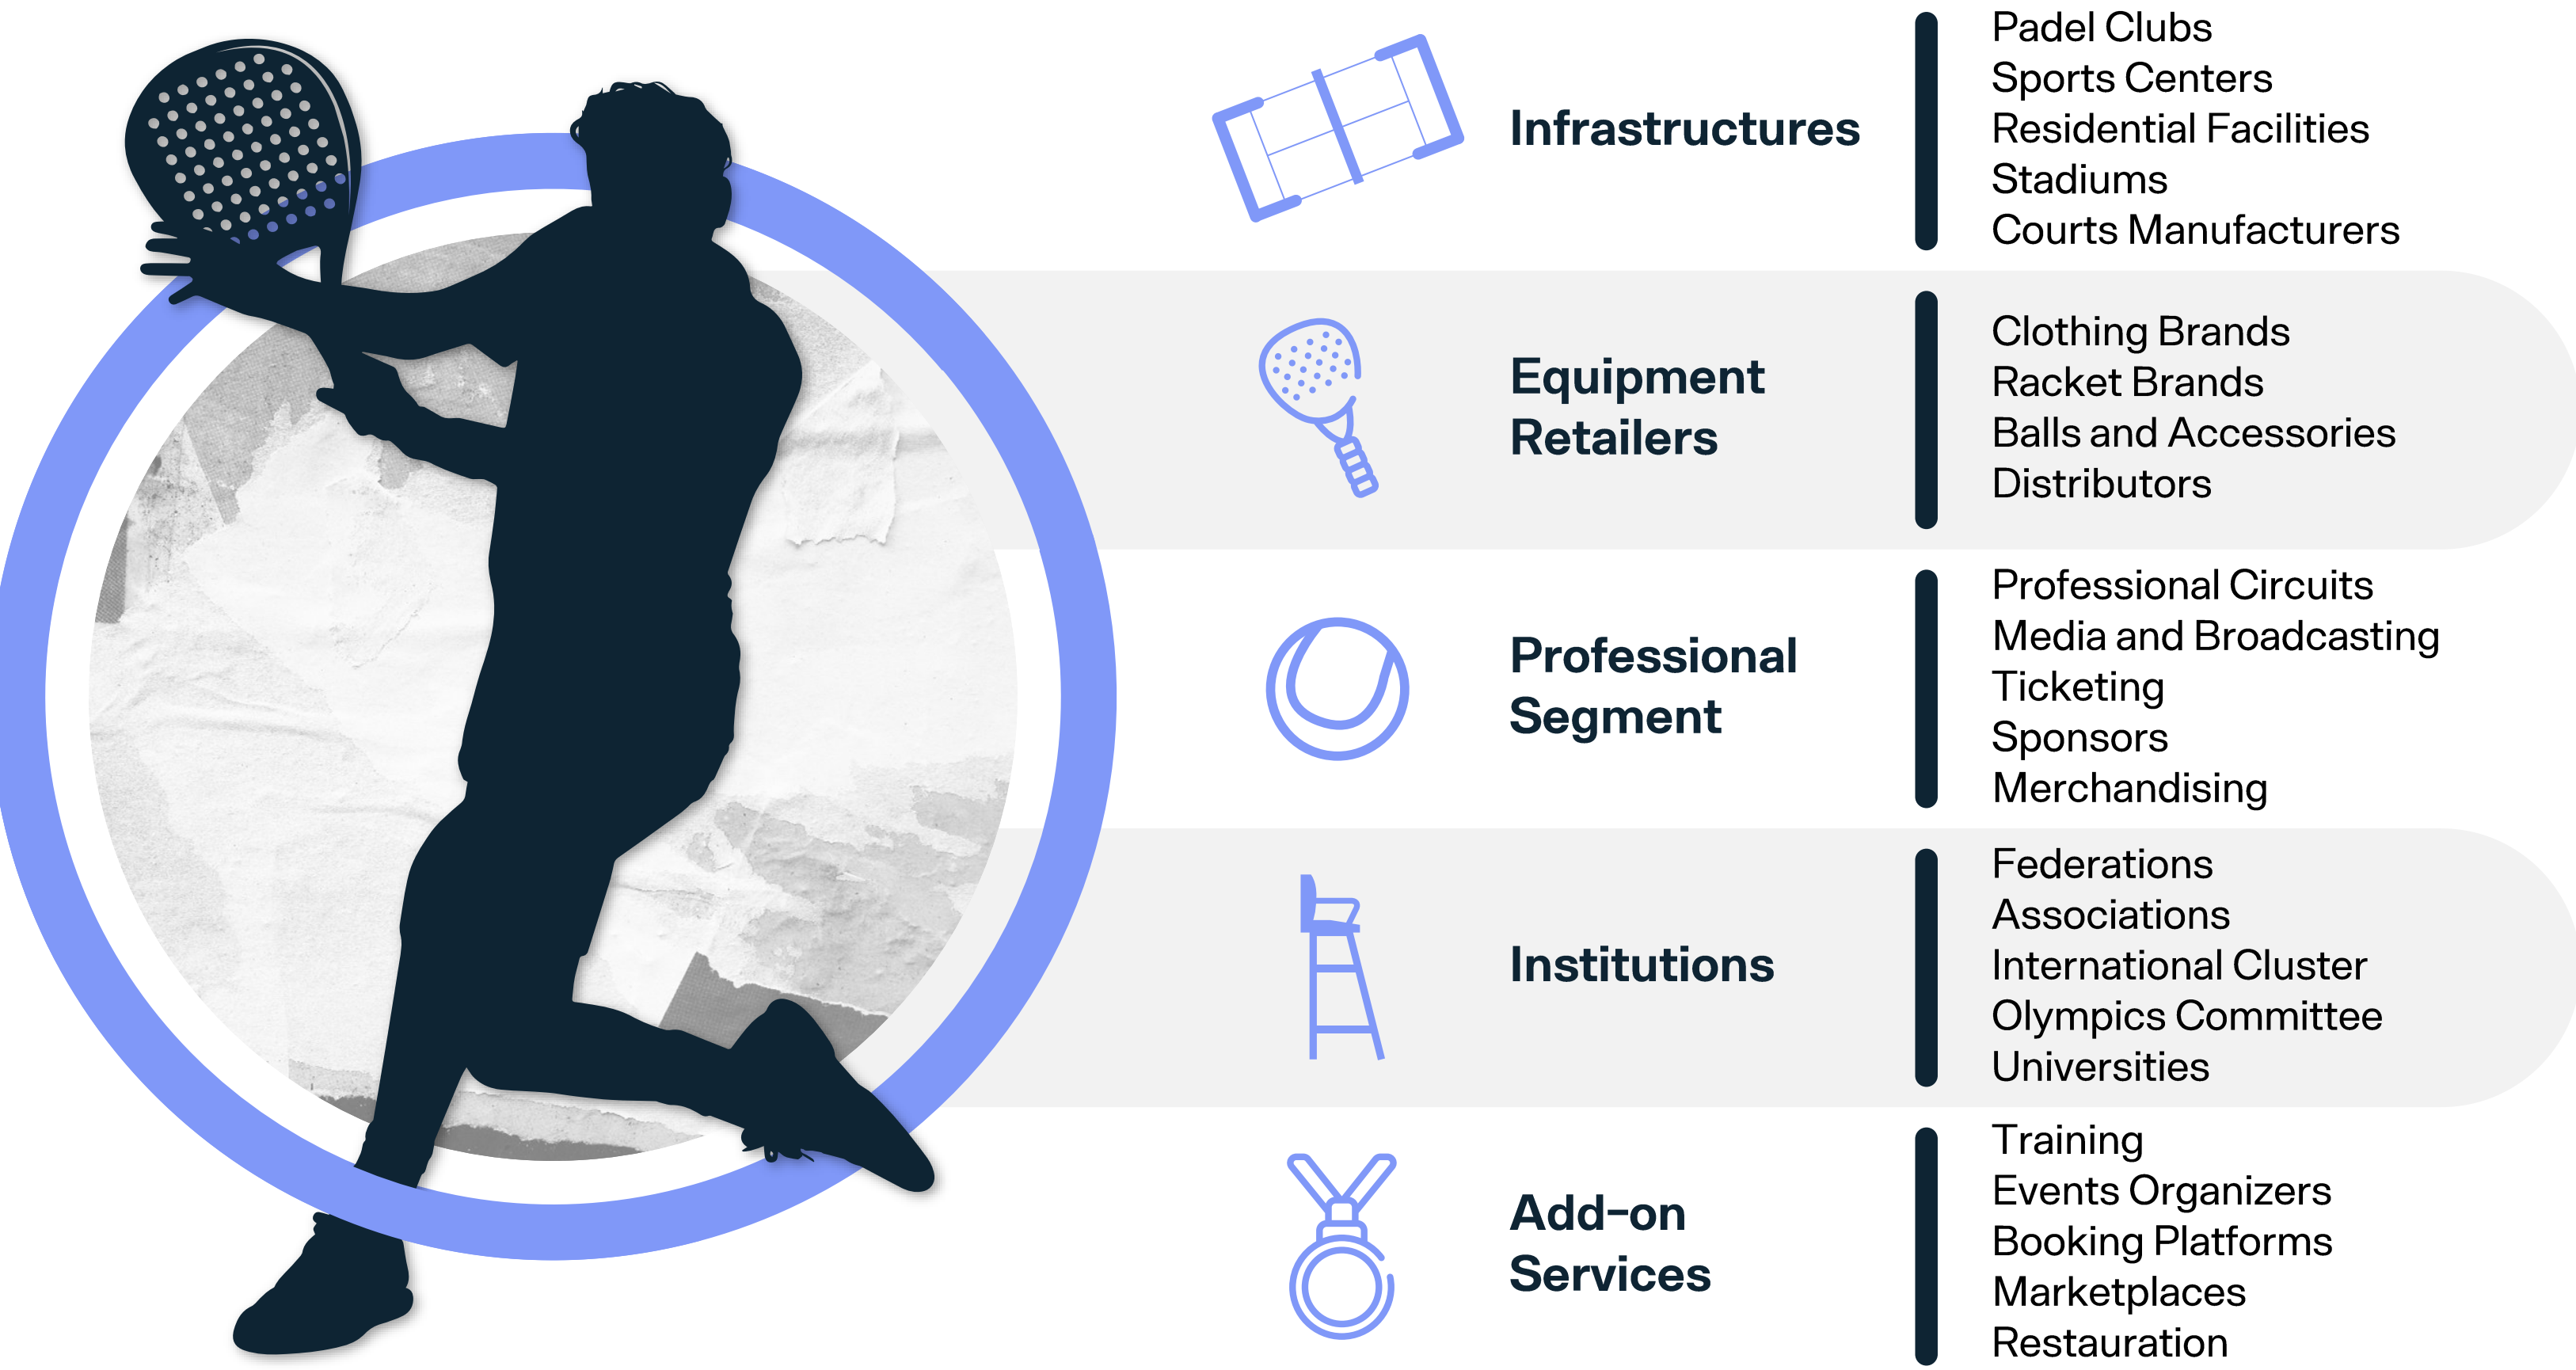 Infrastructures
Padel Clubs
Sports Centers
Residential Facilities
Stadiums
Courts Manufacturers
Equipment
Retailers
Clothing Brands
Racket Brands
Balls and Accessories
Distributors
Professional
Segment
Professional Circuits
Media and Broadcasting
Ticketing
Sponsors
Merchandising
Institutions
Federations
Associations
International Cluster
Olympics Committee
Universities
Add-on
Services
Training
Events Organizers
Booking Platforms
Marketplaces
Restauration